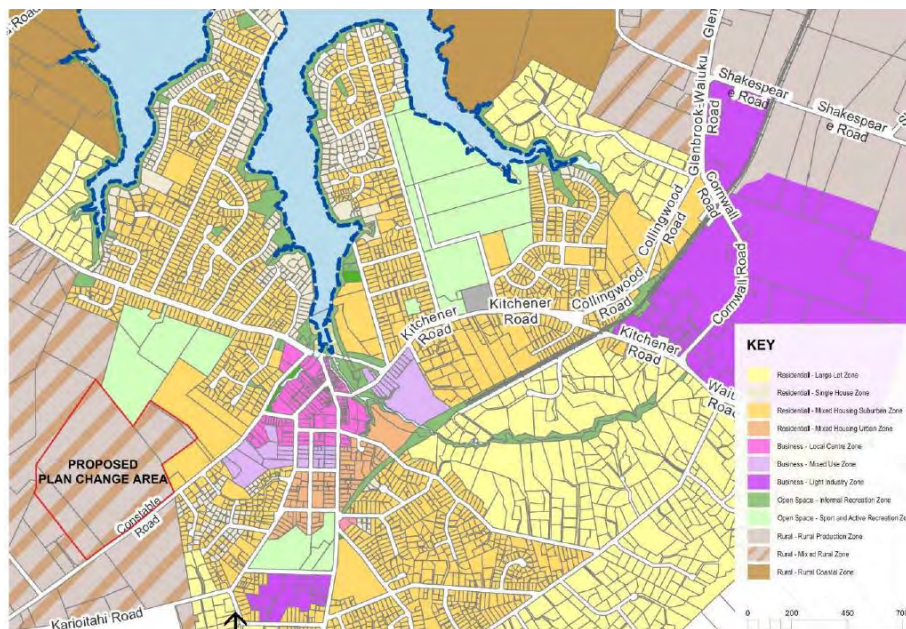 Road
Glen
Glenbrook-Waiuku
Road
Shakespear
e Road
Shakespear
e Road
Cornwall
Road
Collingwood
Road
Collingwood
Road
Cornwall Road
Kitchener
Road
Kitchener
Road
Kitchener
Road
PROPOSED
PLAN CHANGE AREA
Constable
Road
Karioitahi Road
Road
KEY
Residential - Large Lot Zone
Residential - Single House Zone
Residential - Mixed Housing Suburban Zone
Residential - Mixed Housing Urban Zone
Business - Local Centre Zone
Business - Mixed Use Zone
Business - Light Industry Zone
Open Space - Informal Recreation Zone
Open Space - Sport and Active Recreation Zo
Rural - Rural Production Zone
Rural - Mixed Rural Zone
Rural - Rural Coastal Zone
0 200 450 700